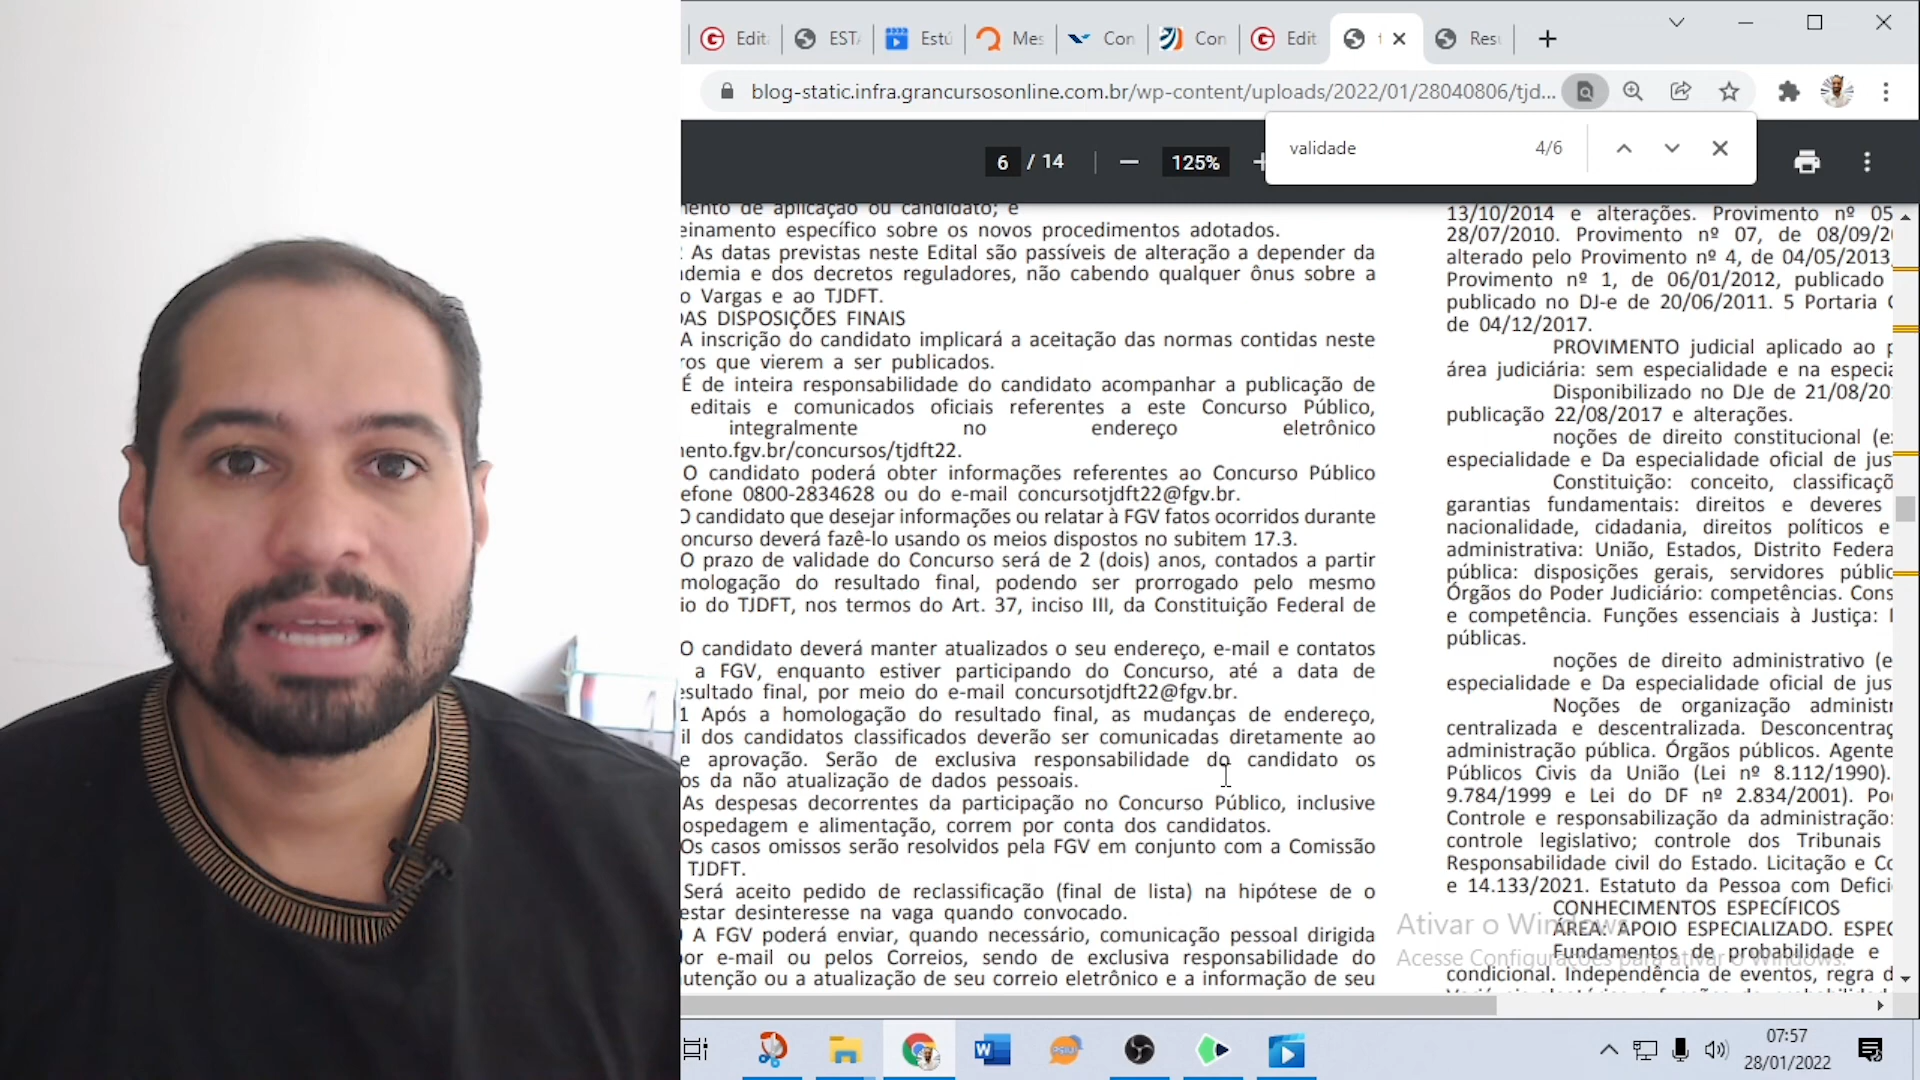 Edit
EST
Estú
Mes
Con
Con
Edit
Resu
blog-static.infra.grancursosonline.com.br/wp-content/uploads/2022/01/28040806/tjd...
validade 4/6
6 / 14
125%
ento de aplicação ou candidato; e
einamento específico sobre os novos procedimentos adotados.
As datas previstas neste Edital são passíveis de alteração a depender da
demia e dos decretos reguladores, não cabendo qualquer ônus sobre a
o Vargas e ao TJDFT.
DAS DISPOSIÇÕES FINAIS
A inscrição do candidato implicará a aceitação das normas contidas neste
ros que vierem a ser publicados.
É de inteira responsabilidade do candidato acompanhar a publicação de
editais e comunicados oficiais referentes a este Concurso Público,
integralmente no endereço eletrônico
ento.fgv.br/concursos/tjdft22.
O candidato poderá obter informações referentes ao Concurso Público
efone 0800-2834628 ou do e-mail concursotjdft22@fgv.br.
O candidato que desejar informações ou relatar à FGV fatos ocorridos durante
oncurso deverá fazê-lo usando os meios dispostos no subitem 17.3.
O prazo de validade do Concurso será de 2 (dois) anos, contados a partir
mologação do resultado final, podendo ser prorrogado pelo mesmo
io do TJDFT, nos termos do Art. 37, inciso III, da Constituição Federal de
O candidato deverá manter atualizados o seu endereço, e-mail e contatos
a FGV, enquanto estiver participando do Concurso, até a data de
esultado final, por meio do e-mail concursotjdft22@fgv.br.
1 Após a homologação do resultado final, as mudanças de endereço,
il dos candidatos classificados deverão ser comunicadas diretamente ao
e aprovação. Serão de exclusiva responsabilidade do candidato os
os da não atualização de dados pessoais.
As despesas decorrentes da participação no Concurso Público, inclusive
ospedagem e alimentação, correm por conta dos candidatos.
Os casos omissos serão resolvidos pela FGV em conjunto com a Comissão
TJDFT.
Será aceito pedido de reclassificação (final de lista) na hipótese de o
estar desinteresse na vaga quando convocado.
A FGV poderá enviar, quando necessário, comunicação pessoal dirigida
or e-mail ou pelos Correios, sendo de exclusiva responsabilidade do
utenção ou a atualização de seu correio eletrônico e a informação de seu
13/10/2014 e alterações. Provimento nº 05
28/07/2010. Provimento nº 07, de 08/09/2
alterado pelo Provimento nº 4, de 04/05/2013
Provimento nº 1, de 06/01/2012, publicado
publicado no DJ-e de 20/06/2011. 5 Portaria
de 04/12/2017.
PROVIMENTO judicial aplicado ao p
área judiciária: sem especialidade e na especia
Disponibilizado no DJe de 21/08/20
publicação 22/08/2017 e alterações.
noções de direito constitucional (e
especialidade e Da especialidade oficial de jus
Constituição: conceito, classificaçõ
garantias fundamentais: direitos e deveres
nacionalidade, cidadania, direitos políticos e
administrativa: União, Estados, Distrito Federa
pública: disposições gerais, servidores públic
Órgãos do Poder Judiciário: competências. Cons
e competência. Funções essenciais à Justiça:
públicas.
noções de direito administrativo (e
especialidade e Da especialidade oficial de jus
Noções de organização administr
centralizada e descentralizada. Desconcentraç
administração pública. Órgãos públicos. Agente
Públicos Civis da União (Lei nº 8.112/1990).
9.784/1999 e Lei do DF nº 2.834/2001). Po
Controle e responsabilização da administração:
controle legislativo; controle dos Tribunais
Responsabilidade civil do Estado. Licitação e Co
e 14.133/2021. Estatuto da Pessoa com Defici
CONHECIMENTOS ESPECÍFICOS
ÁREA: APOIO ESPECIALIZADO. ESPEC
Fundamentos de probabilidade e
condicional. Independência de eventos, regra d
Ativar o Windows
Acesse Configurações para ativar o Windows.
07:57
28/01/2022